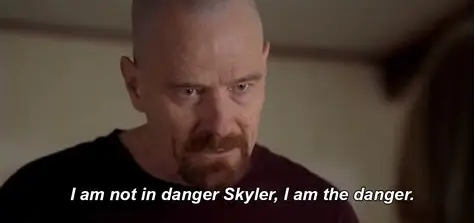 I am not in danger Skyler, I am the danger.